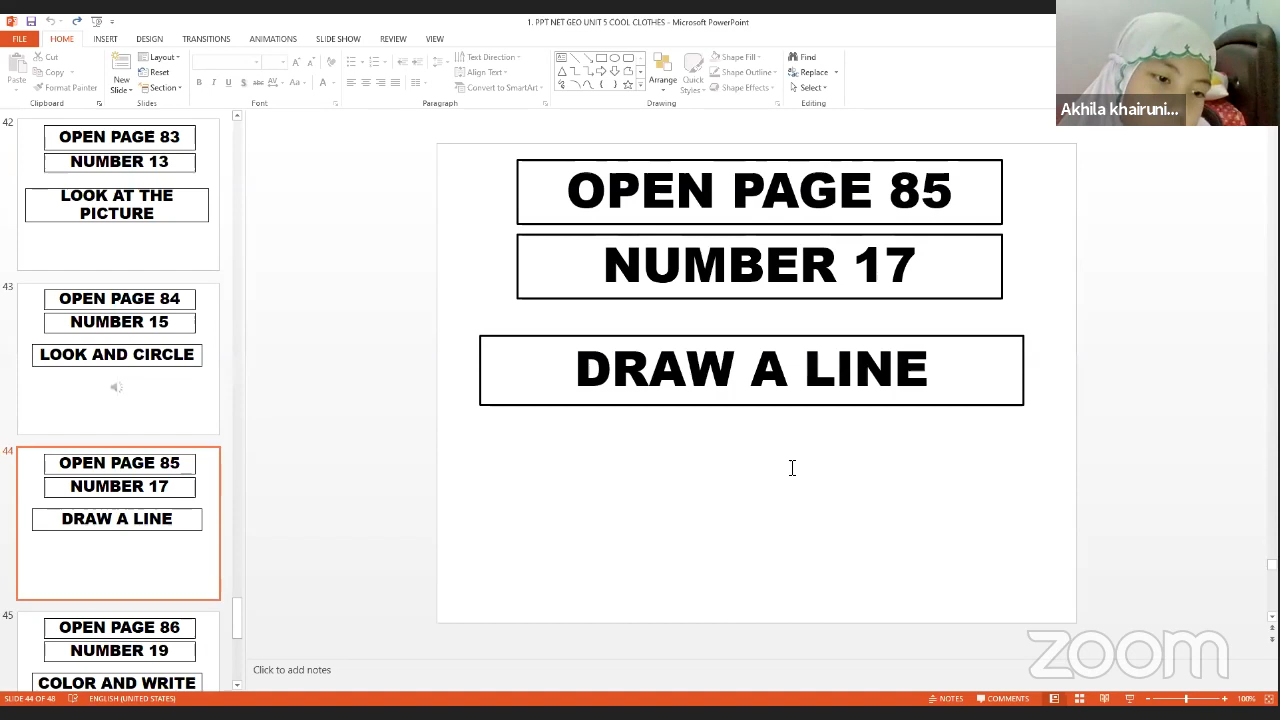 1. PPT NET GEO UNIT 5 COOL CLOTHES - Microsoft PowerPoint
FILE HOME INSERT DESIGN TRANSITIONS ANIMATIONS SLIDE SHOW REVIEW VIEW
Paste
Cut
Copy
Format Painter
Clipboard
New
Slide
Layout
Reset
Section
Slides
B I U S abc AV Aa A
Font
Text Direction
Align Text
Convert to SmartArt
Paragraph
Arrange
Quick
Styles
Shape Fill
Shape Outline
Shape Effects
Drawing
Find
Replace
Select
Editing
Akhila khairuni...
42
OPEN PAGE 83
NUMBER 13
LOOK AT THE
PICTURE
43
OPEN PAGE 84
NUMBER 15
LOOK AND CIRCLE
44
OPEN PAGE 85
NUMBER 17
DRAW A LINE
45
OPEN PAGE 86
NUMBER 19
COLOR AND WRITE
OPEN PAGE 85
NUMBER 17
DRAW A LINE
zoom
Click to add notes
SLIDE 44 OF 48 ENGLISH (UNITED STATES) NOTES COMMENTS 100%